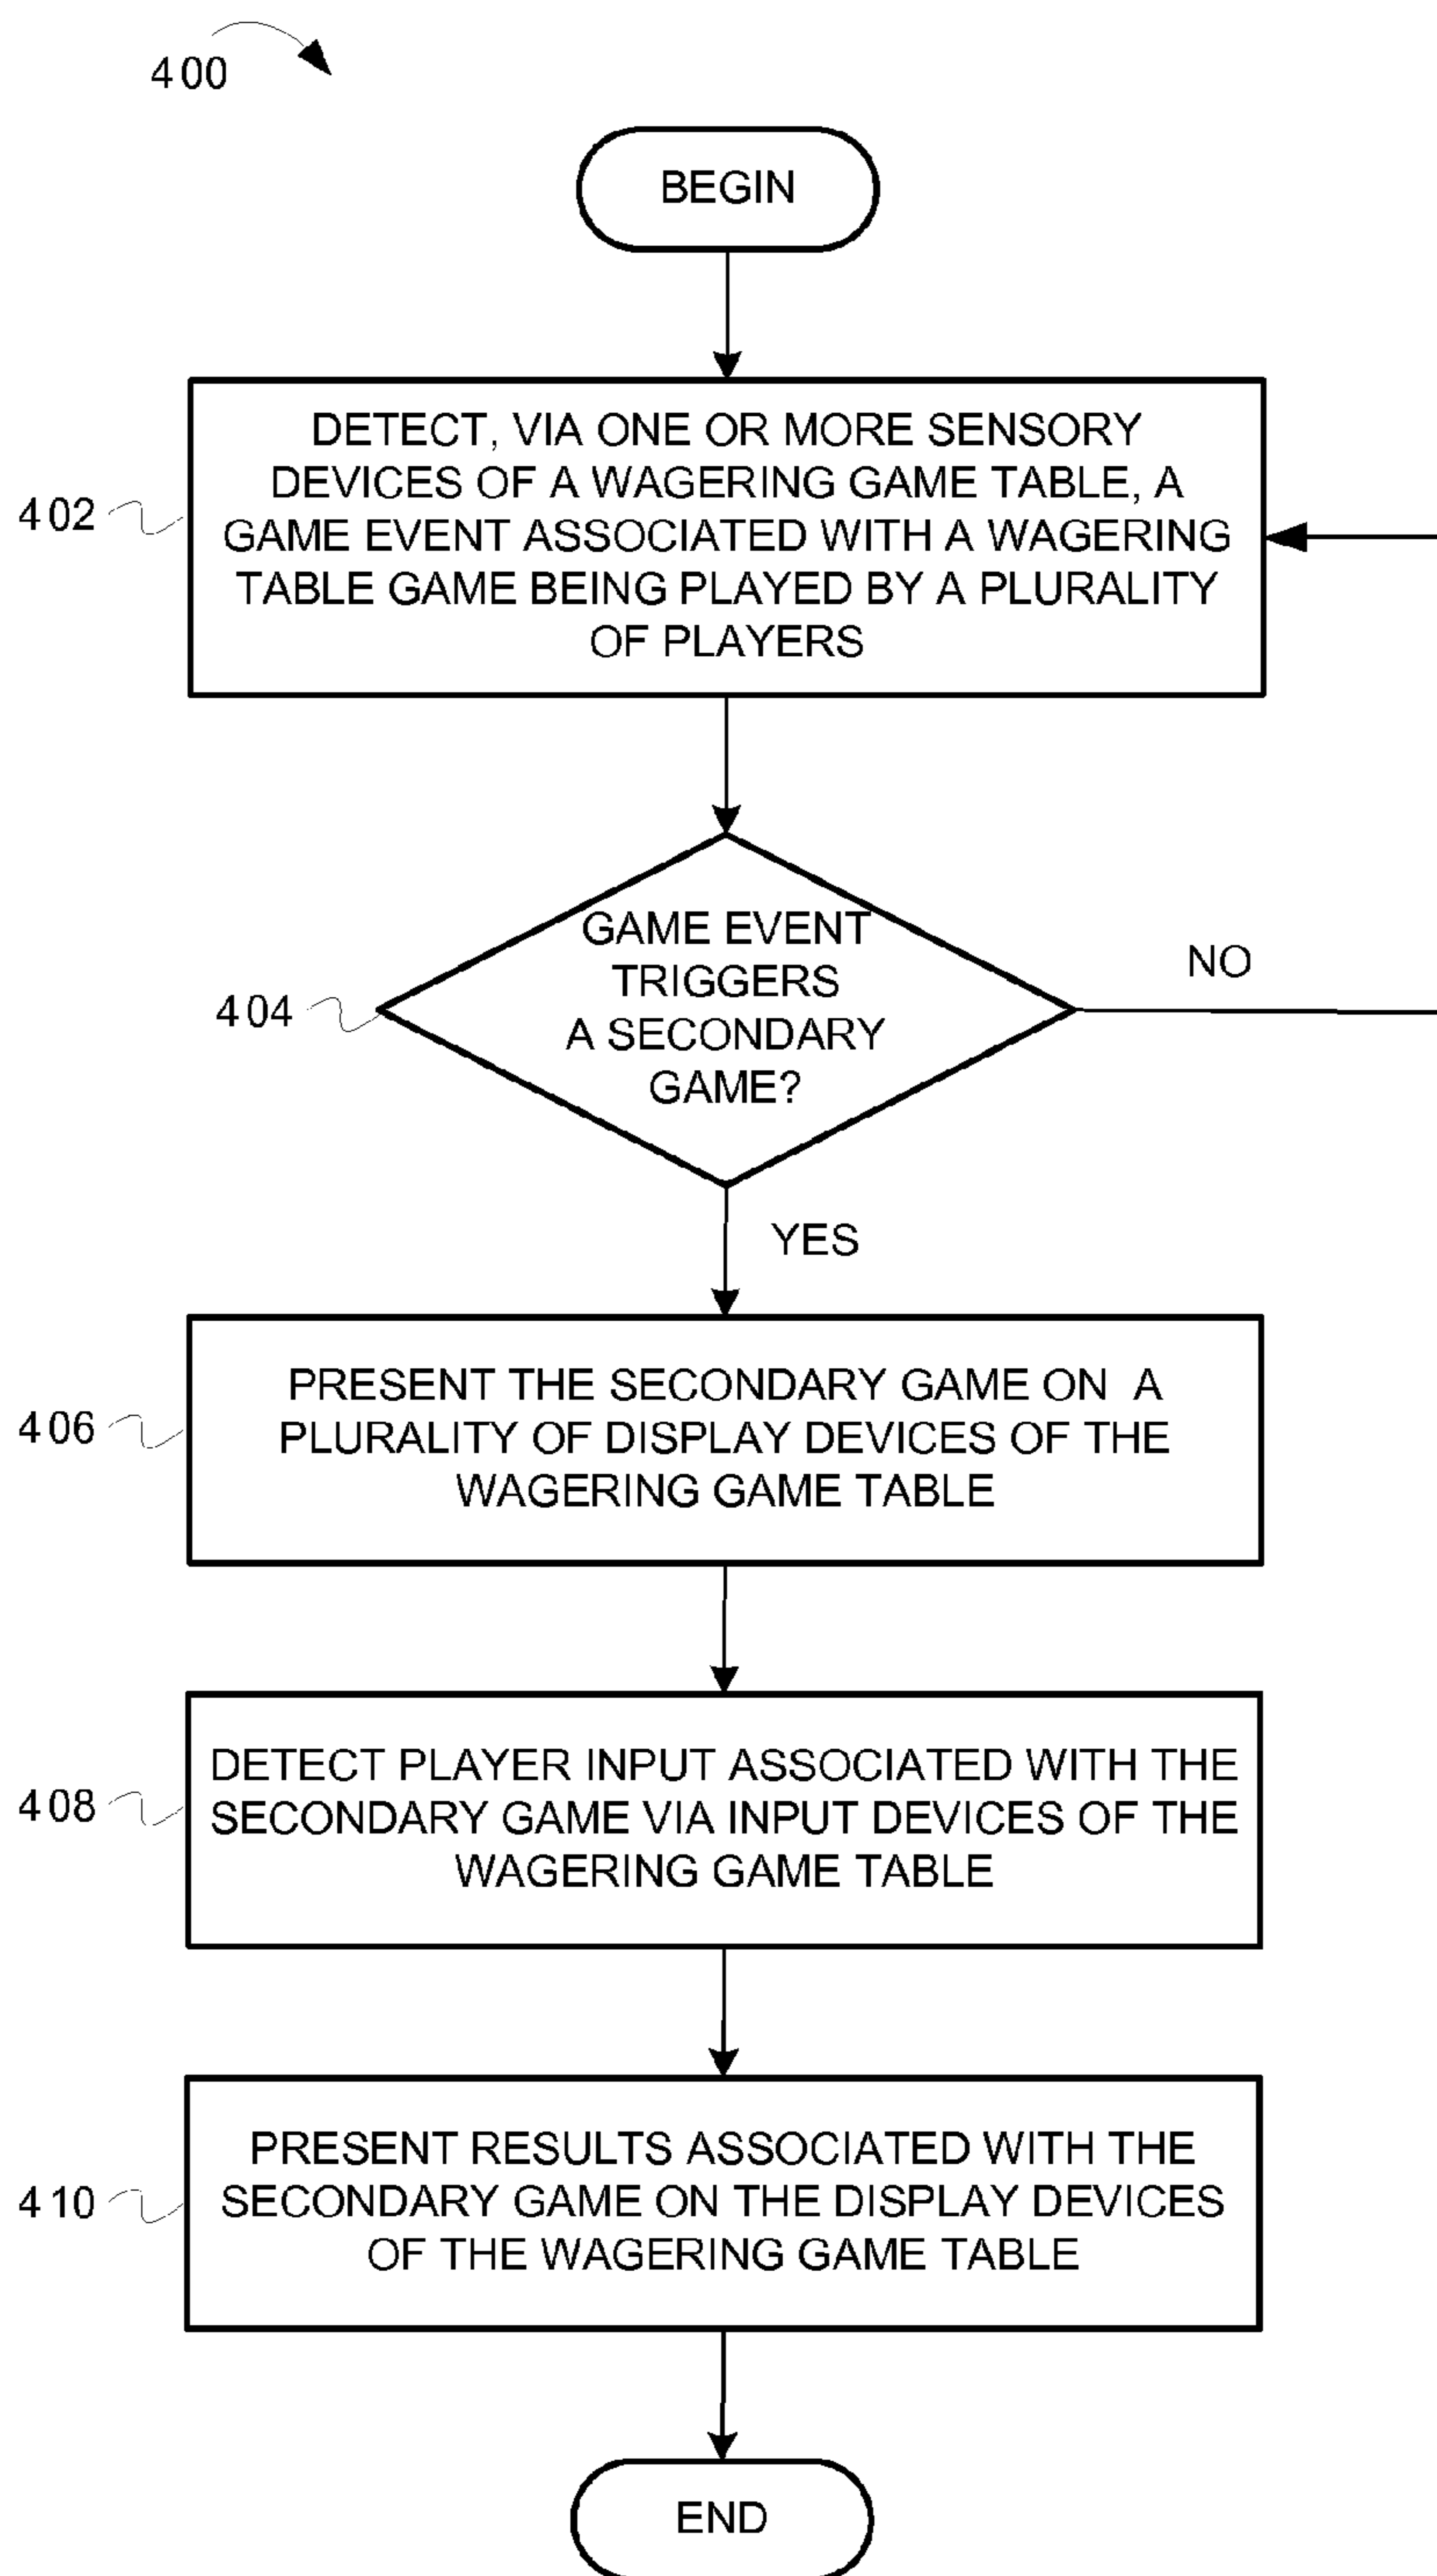 400
BEGIN
402
DETECT, VIA ONE OR MORE SENSORY
DEVICES OF A WAGERING GAME TABLE, A
GAME EVENT ASSOCIATED WITH A WAGERING
TABLE GAME BEING PLAYED BY A PLURALITY
OF PLAYERS
404
GAME EVENT
TRIGGERS
A SECONDARY
GAME?
NO
YES
406
PRESENT THE SECONDARY GAME ON A
PLURALITY OF DISPLAY DEVICES OF THE
WAGERING GAME TABLE
408
DETECT PLAYER INPUT ASSOCIATED WITH THE
SECONDARY GAME VIA INPUT DEVICES OF THE
WAGERING GAME TABLE
410
PRESENT RESULTS ASSOCIATED WITH THE
SECONDARY GAME ON THE DISPLAY DEVICES
OF THE WAGERING GAME TABLE
END